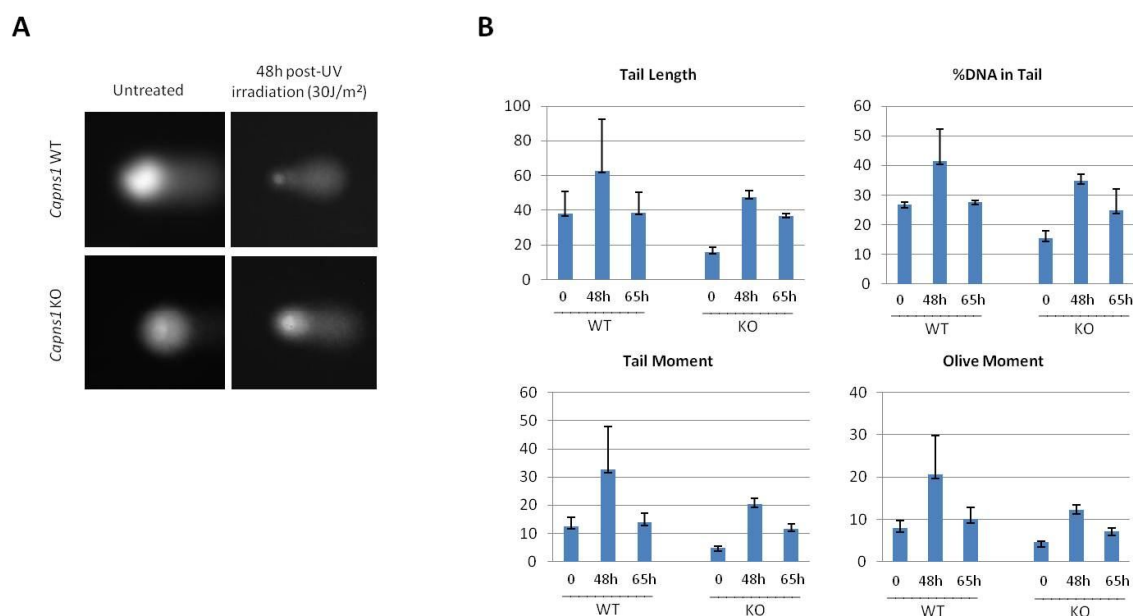 A
Untreated
48h post-UV
irradiation (30J/m²)
Capns1 WT
Capns1 KO
B
Tail Length
100
80
60
40
20
0
0 48h 65h 0 48h 65h
WT KO
%DNA in Tail
60
50
40
30
20
10
0
0 48h 65h 0 48h 65h
WT KO
Tail Moment
60
50
40
30
20
10
0
0 48h 65h 0 48h 65h
WT KO
Olive Moment
40
30
20
10
0
0 48h 65h 0 48h 65h
WT KO